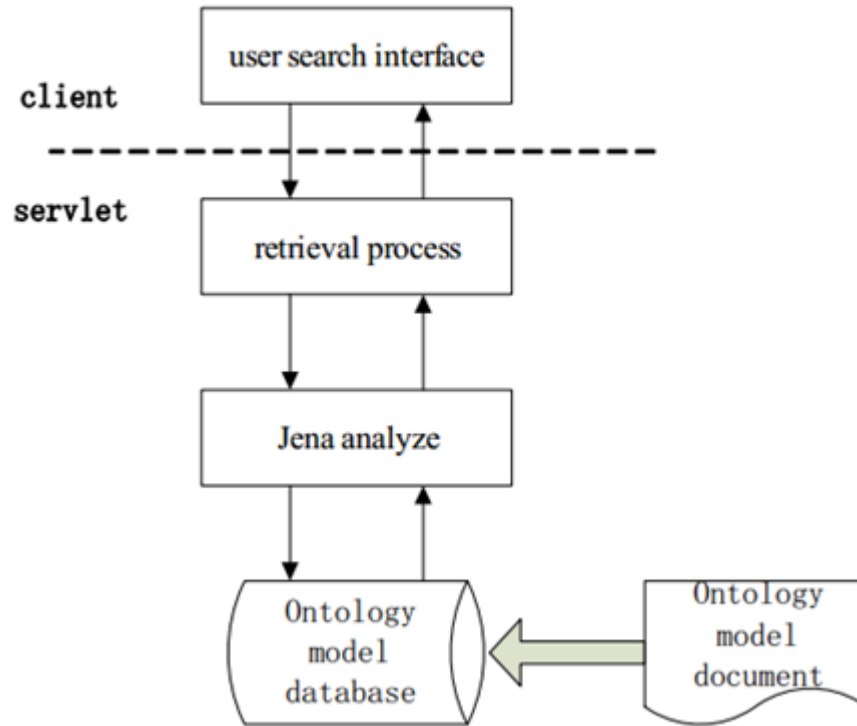 user search interface
client
servlet
retrieval process
Jena analyze
Ontology
model
database
Ontology
model
document